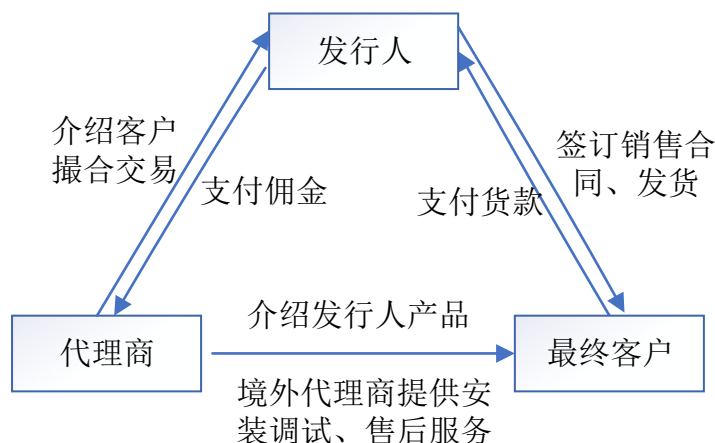 发行人
介绍客户
撮合交易
支付佣金
支付货款
签订销售合
同、发货
代理商
介绍发行人产品
最终客户
境外代理商提供安
装调试、售后服务